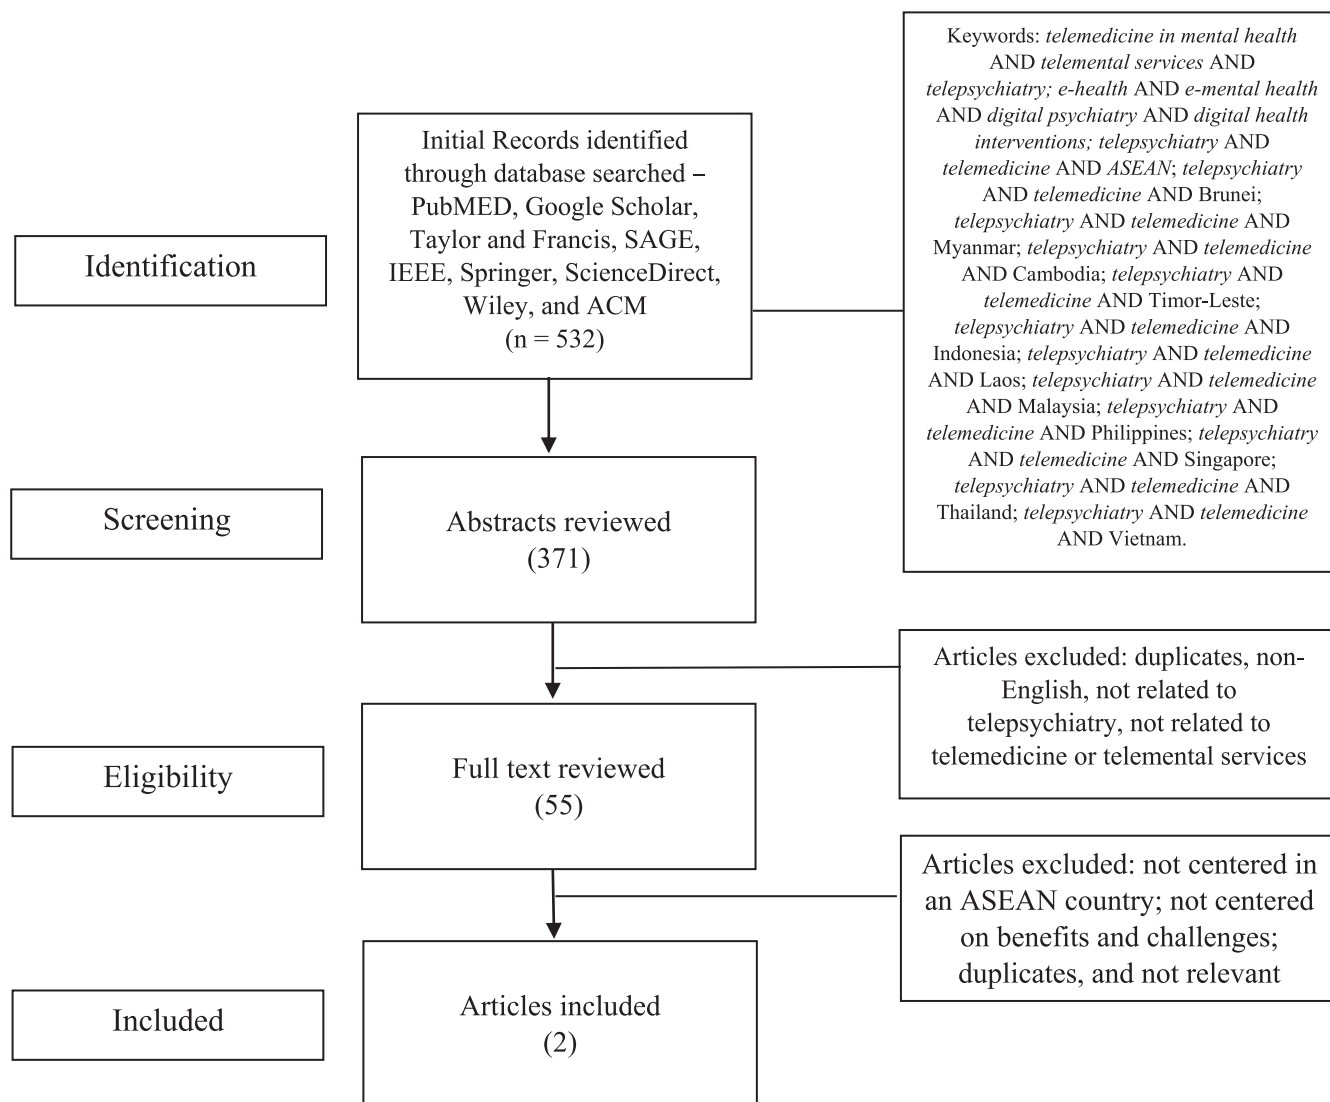 Keywords: telemedicine in mental health
AND telemental services AND
telepsychiatry; e-health AND e-mental health
AND digital psychiatry AND digital health
interventions; telepsychiatry AND
telemedicine AND ASEAN; telepsychiatry
AND telemedicine AND Brunei;
telepsychiatry AND telemedicine AND
Myanmar; telepsychiatry AND telemedicine
AND Cambodia; telepsychiatry AND
telemedicine AND Timor-Leste;
telepsychiatry AND telemedicine AND
Indonesia; telepsychiatry AND telemedicine
AND Laos; telepsychiatry AND telemedicine
AND Malaysia; telepsychiatry AND
telemedicine AND Philippines; telepsychiatry
AND telemedicine AND Singapore;
telepsychiatry AND telemedicine AND
Thailand; telepsychiatry AND telemedicine
AND Vietnam.
Identification
Initial Records identified
through database searched –
PubMED, Google Scholar,
Taylor and Francis, SAGE,
IEEE, Springer, ScienceDirect,
Wiley, and ACM
(n = 532)
Screening
Abstracts reviewed
(371)
Articles excluded: duplicates, non-
English, not related to
telepsychiatry, not related to
telemedicine or telemental services
Eligibility
Full text reviewed
(55)
Articles excluded: not centered in
an ASEAN country; not centered
on benefits and challenges;
duplicates, and not relevant
Included
Articles included
(2)